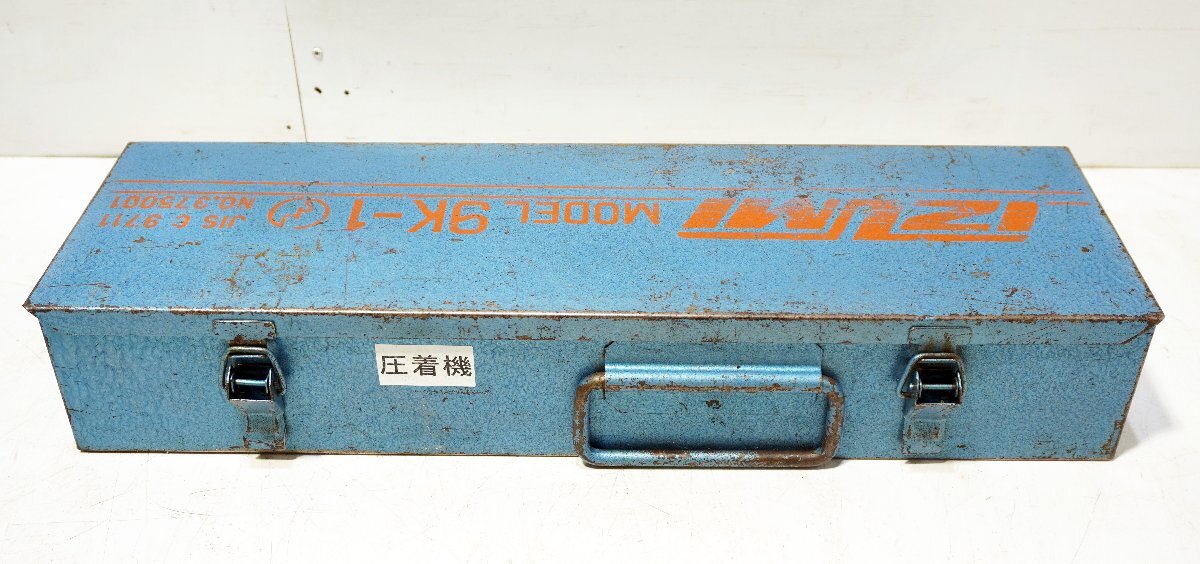 IZUMI
MODEL 9K-1
JIS C 9711
NO.375001
圧着機